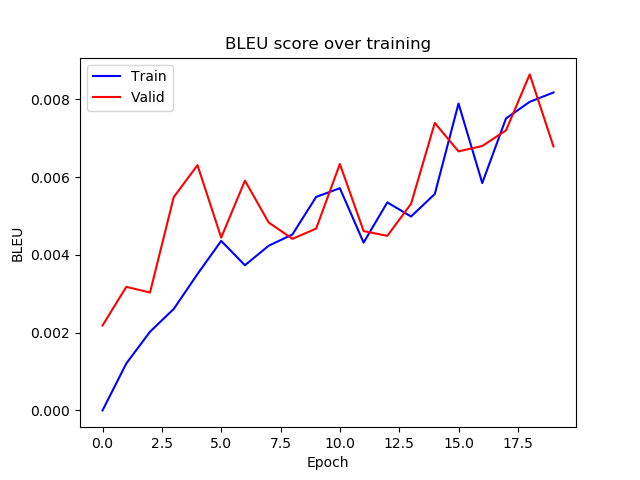 BLEU score over training
Train
Valid
0.008
0.006
0.004
0.002
0.000
BLEU
0.0 2.5 5.0 7.5 10.0 12.5 15.0 17.5
Epoch